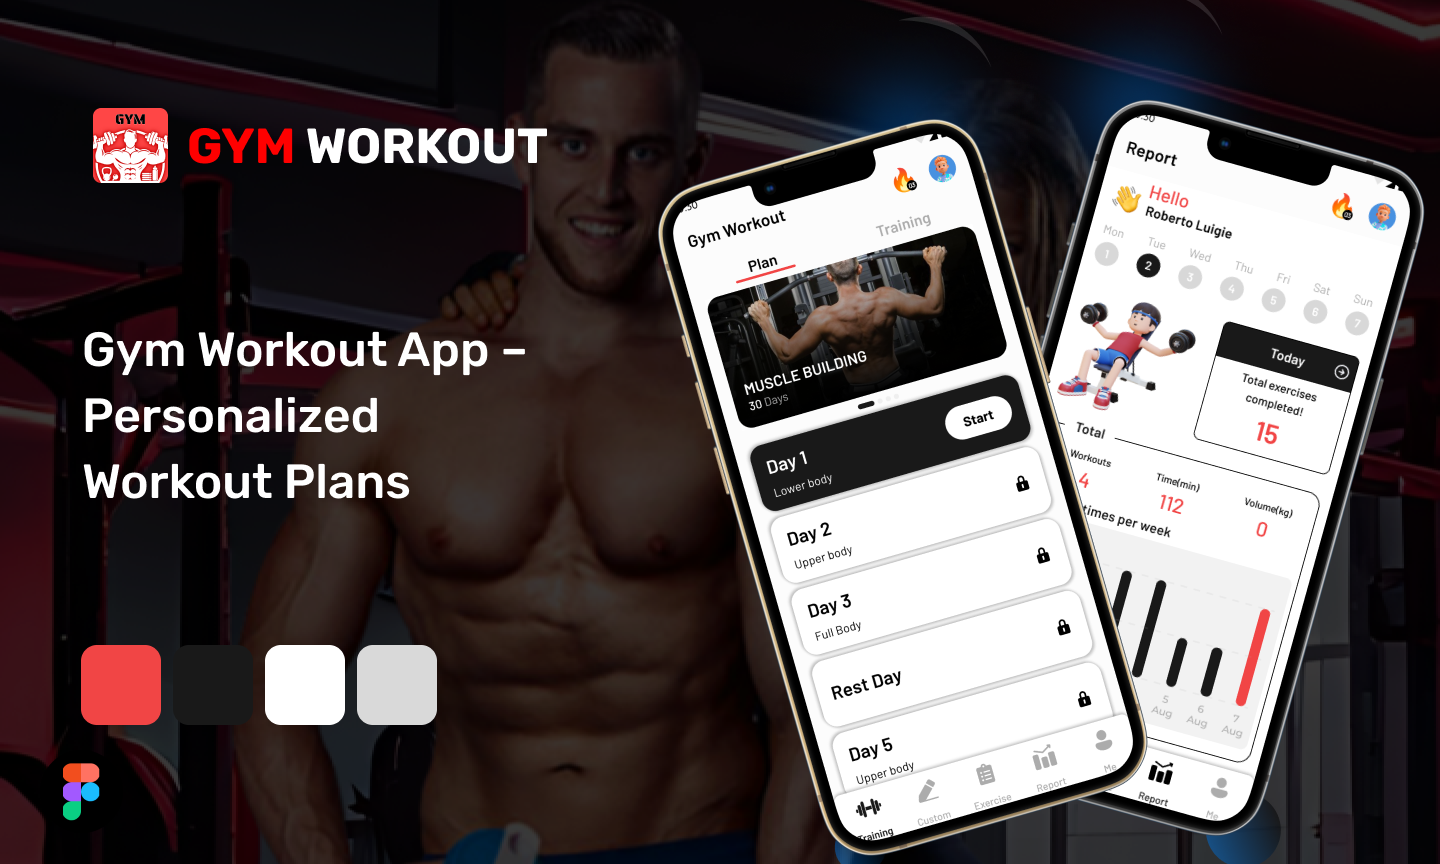 GYM
GYM WORKOUT
Gym Workout App –
Personalized
Workout Plans
:30
03
Gym Workout
Plan
Training
MUSCLE BUILDING
30 Days
Start
Day 1
Lower body
Day 2
Upper body
Day 3
Full Body
Rest Day
Day 5
Upper body
Training
Custom
Exercise
Report
Me
:30
Report
03
Hello
Roberto Luigie
Mon Tue Wed Thu Fri Sat Sun
1 2 3 4 5 6 7
Today
Total exercises
completed!
15
Total
Workouts Time(min) Volume(kg)
4 112 0
times per week
5 6 7
Aug Aug Aug
Report
Me